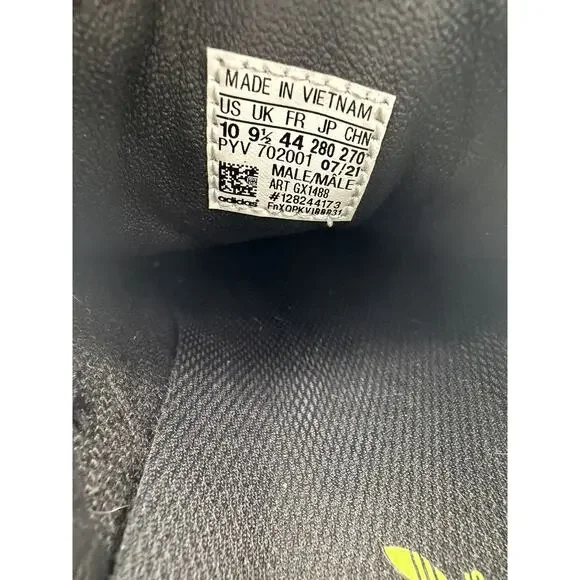 MADE IN VIETNAM
US UK FR JP CHN
10 9½ 44 280 270
PYV 702001 07/21
MALE/MÂLE
ART GX1488
#128244173
adidas